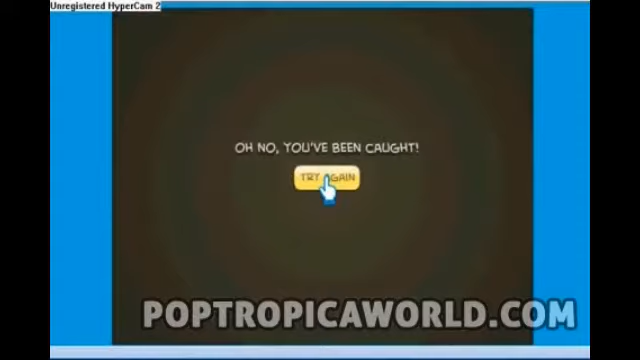 Unregistered HyperCam 2
OH NO, YOU'VE BEEN CAUGHT!
TRY AGAIN
POPTROPICAWORLD.COM